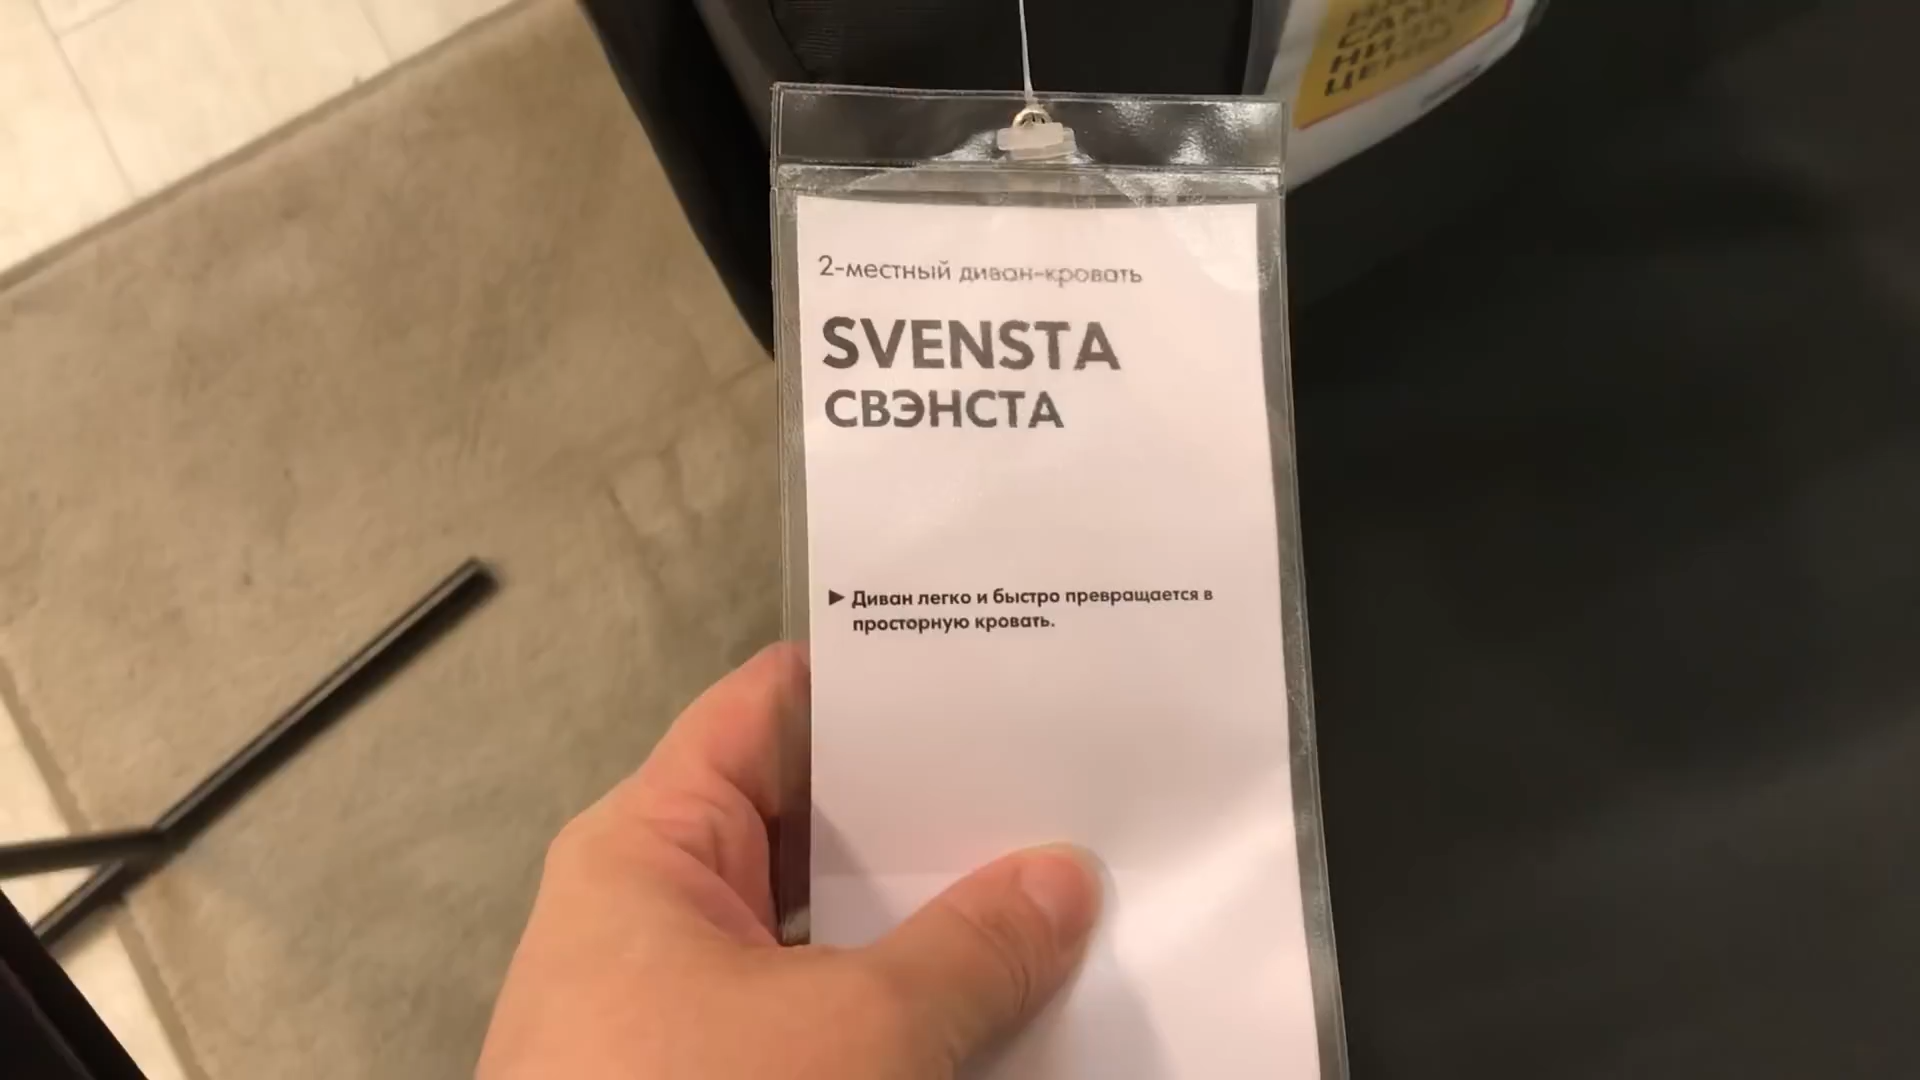 2-местный диван-кровать
SVENSTA
СВЭНСТА
▶ Диван легко и быстро превращается в
просторную кровать.